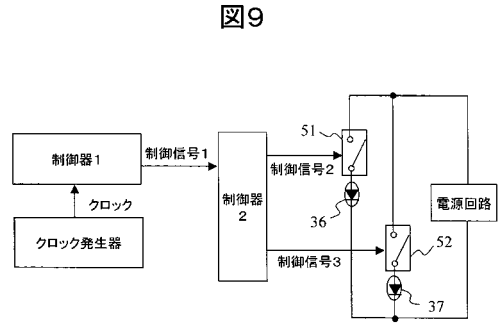 図9
制御器1
制御信号1
クロック
クロック発生器
制御器
2
制御信号2
制御信号3
51
36
52
37
電源回路